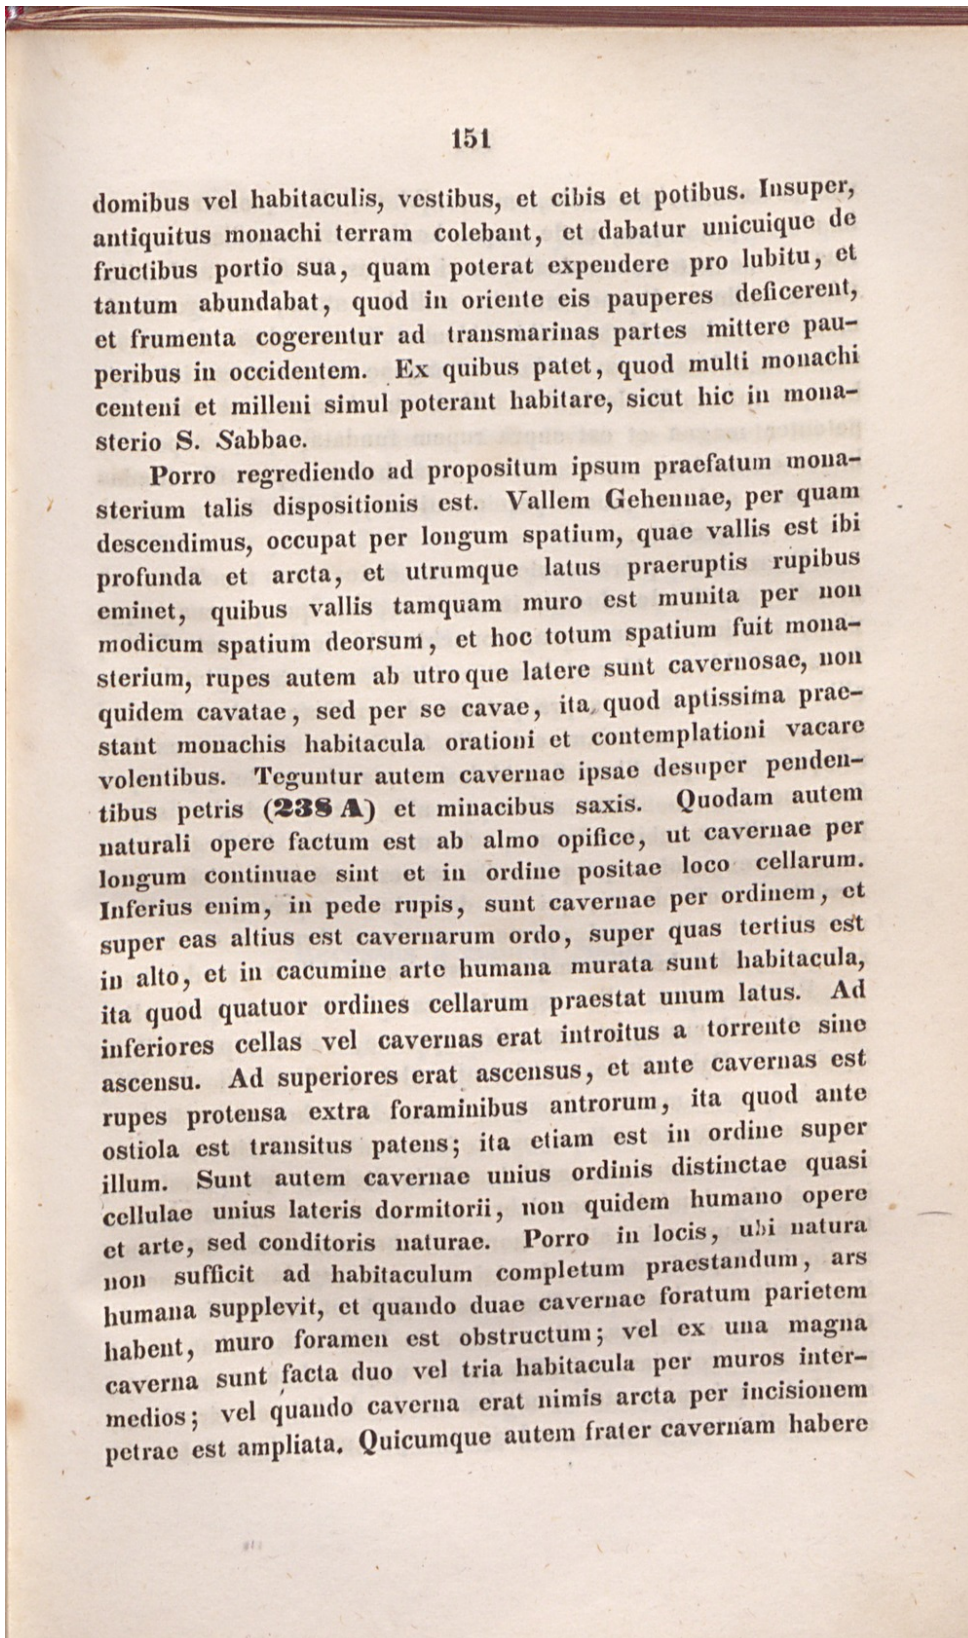 151
domibus vel habitaculis, vestibus, et cibis et potibus. Insuper,
antiquitus monachi terram colebant, et dabatur unicuique de
fructibus portio sua, quam poterat expendere pro lubitu, et
tantum abundabat, quod in oriente eis pauperes deficerent,
et frumenta cogerentur ad transmarinas partes mittere pau-
peribus in occidentem. Ex quibus patet, quod multi monachi
centeni et milleni simul poterant habitare, sicut hic in mona-
sterio S. Sabbae.
Porro regrediendo ad propositum ipsum praefatum mona-
sterium talis dispositionis est. Vallem Gehennae, per quam
descendimus, occupat per longum spatium, quae vallis est ibi
profunda et arcta, et utrumque latus praeruptis rupibus
eminet, quibus vallis tamquam muro est munita per non
modicum spatium deorsum, et hoc totum spatium fuit mona-
sterium, rupes autem ab utroque latere sunt cavernosae, non
quidem cavatae, sed per se cavae, ita quod aptissima prae-
stant monachis habitacula orationi et contemplationi vacare
volentibus. Teguntur autem cavernae ipsae desuper penden-
tibus petris (238 A) et minacibus saxis. Quodam autem
naturali opere factum est ab almo opifice, ut cavernae per
longum continuae sint et in ordine positae loco cellarum.
Inferius enim, in pede rupis, sunt cavernae per ordinem, et
super eas altius est cavernarum ordo, super quas tertius est
in alto, et in cacumine arte humana murata sunt habitacula,
ita quod quatuor ordines cellarum praestat unum latus. Ad
inferiores cellas vel cavernas erat introitus a torrente sine
ascensu. Ad superiores erat ascensus, et ante cavernas est
rupes protensa extra foraminibus antrorum, ita quod ante
ostiola est transitus patens; ita etiam est in ordine super
illum. Sunt autem cavernae unius ordinis distinctae quasi
cellulae unius lateris dormitorii, non quidem humano opere
et arte, sed conditoris naturae. Porro in locis, ubi natura
non sufficit ad habitaculum completum praestandum, ars
humana supplevit, et quando duae cavernae foratum parietem
habent, muro foramen est obstructum; vel ex una magna
caverna sunt facta duo vel tria habitacula per muros inter-
medios; vel quando caverna erat nimis arcta per incisionem
petrae est ampliata. Quicumque autem frater cavernam habere